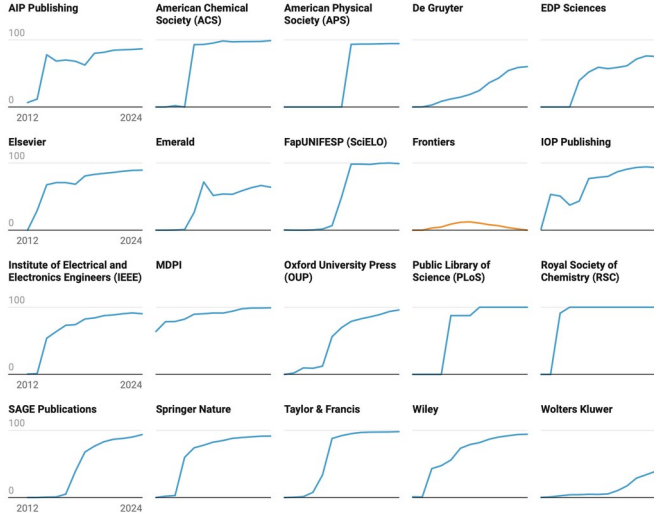 AIP Publishing
American Chemical
Society (ACS)
American Physical
Society (APS)
De Gruyter
EDP Sciences
100
0
2012
2024
Elsevier
Emerald
FapUNIFESP (SciELO)
Frontiers
IOP Publishing
100
0
2012
2024
Institute of Electrical and
Electronics Engineers (IEEE)
MDPI
Oxford University Press
(OUP)
Public Library of
Science (PLoS)
Royal Society of
Chemistry (RSC)
100
0
2012
2024
SAGE Publications
Springer Nature
Taylor & Francis
Wiley
Wolters Kluwer
100
0
2012
2024